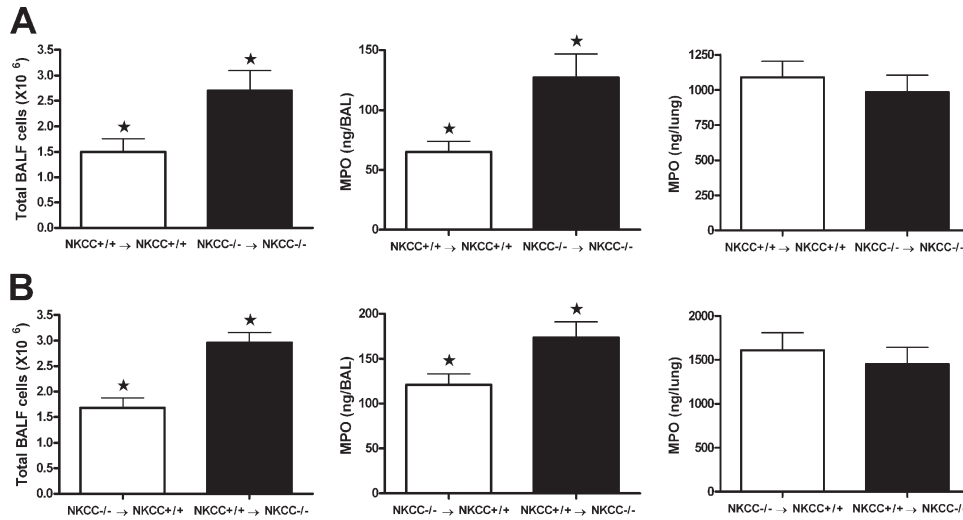 A
Total BALF cells (X10 6)
3.5
3.0
2.5
2.0
1.5
1.0
0.5
0.0
NKCC+/+ → NKCC+/+ NKCC-/- → NKCC-/-
MPO (ng/BAL)
150
100
50
0
NKCC+/+ → NKCC+/+ NKCC-/- → NKCC-/-
MPO (ng/lung)
1250
1000
750
500
250
0
NKCC+/+ → NKCC+/+ NKCC-/- → NKCC-/-
B
Total BALF cells (X10 6)
3.5
3.0
2.5
2.0
1.5
1.0
0.5
0.0
NKCC-/- → NKCC+/+ NKCC+/+ → NKCC-/-
MPO (ng/BAL)
200
150
100
50
0
NKCC-/- → NKCC+/+ NKCC+/+ → NKCC-/-
MPO (ng/lung)
2000
1500
1000
500
0
NKCC-/- → NKCC+/+ NKCC+/+ → NKCC-/-